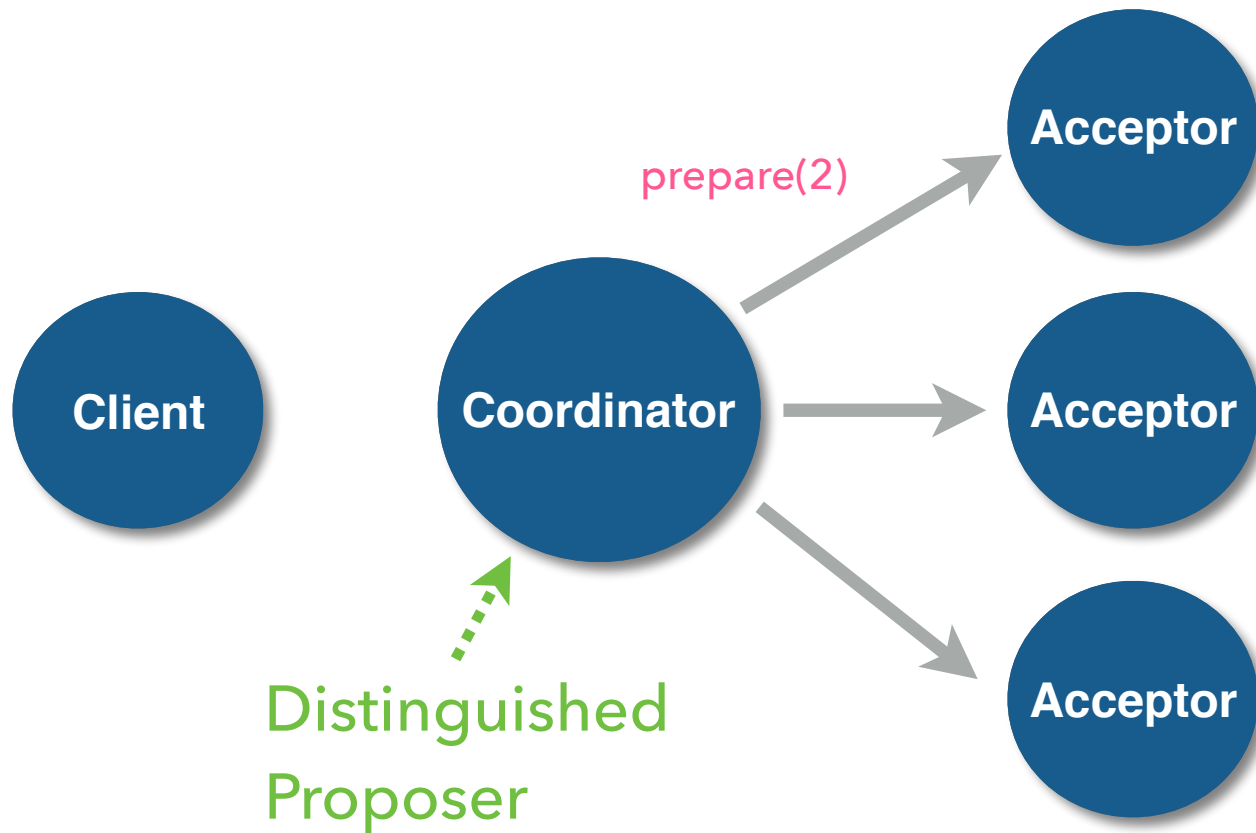 Acceptor
prepare(2)
Client
Coordinator
Acceptor
Distinguished
Proposer
Acceptor